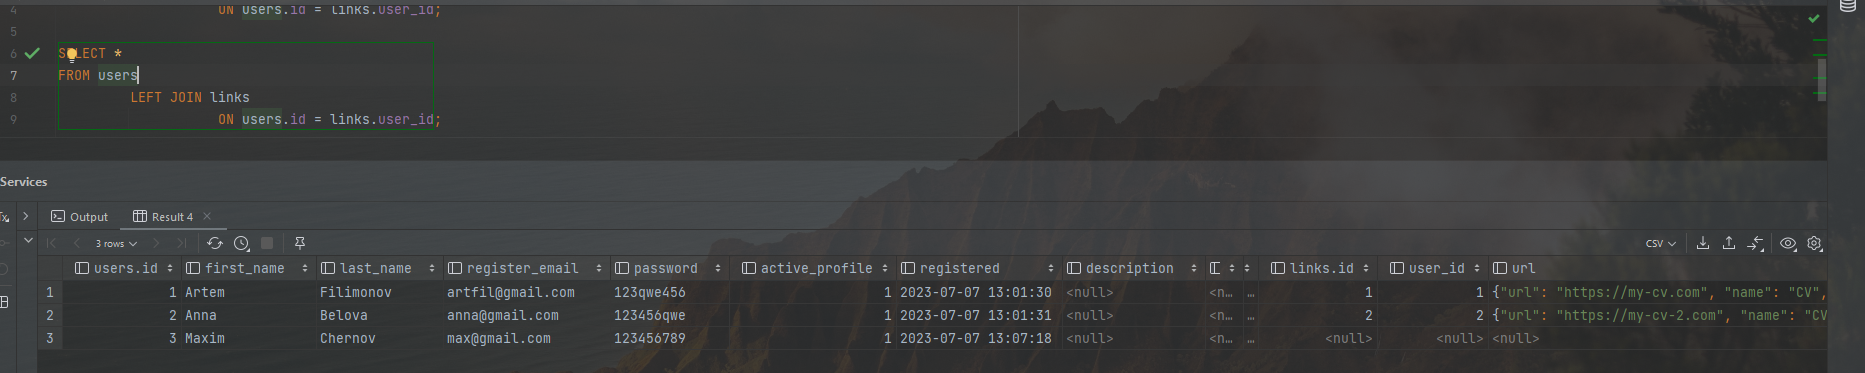 4 ON users.id = links.user_id;
5
6 SELECT *
7 FROM users
8 LEFT JOIN links
9 ON users.id = links.user_id;
Services
Tx Output Result 4
3 rows CSV
users.id first_name last_name register_email password active_profile registered description links.id user_id url
1 1 Artem Filimonov artfil@gmail.com 123qwe456 1 2023-07-07 13:01:30 <null> <n… … 1 1 {"url": "https://my-cv.com", "name": "CV",
2 2 Anna Belova anna@gmail.com 123456qwe 1 2023-07-07 13:01:31 <null> <n… … 2 2 {"url": "https://my-cv-2.com", "name": "CV
3 3 Maxim Chernov max@gmail.com 123456789 1 2023-07-07 13:07:18 <null> <n… … <null> <null> <null>